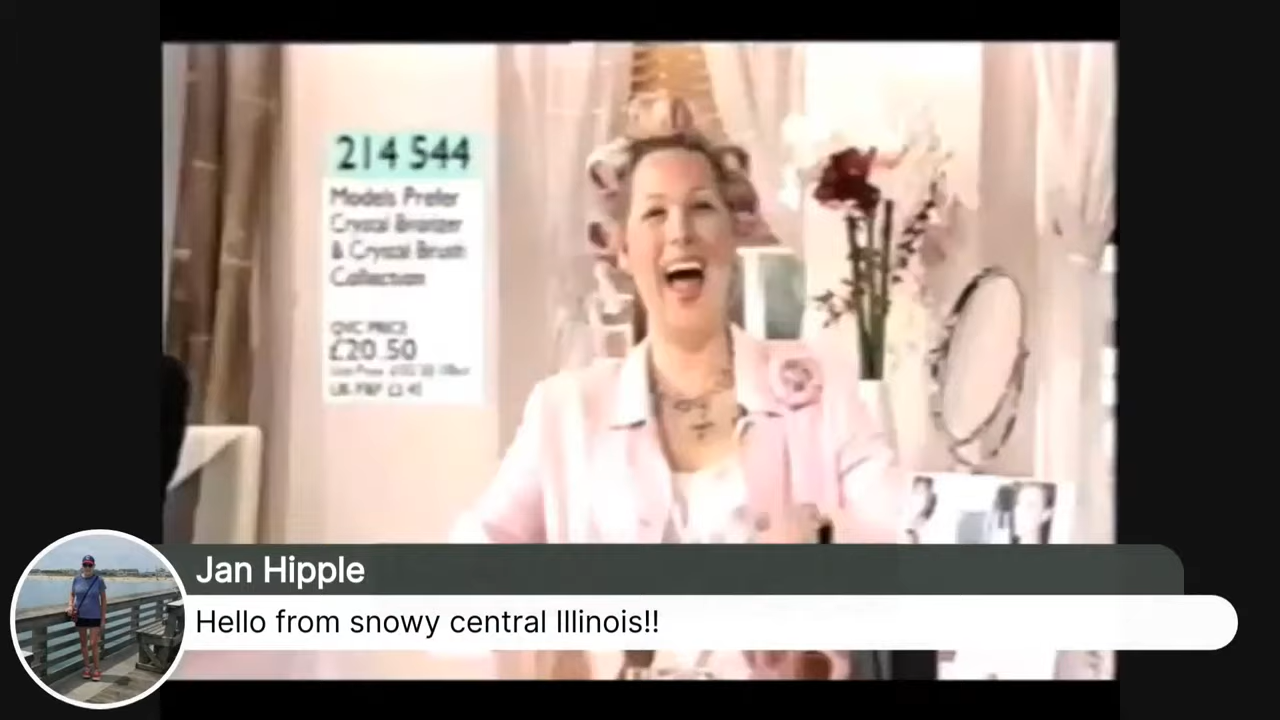 214 544
Models Prefer
Crystal Bronzer
& Crystal Brush
Collection
QVC PRICE
£20.50
UK P&P
Jan Hipple
Hello from snowy central Illinois!!